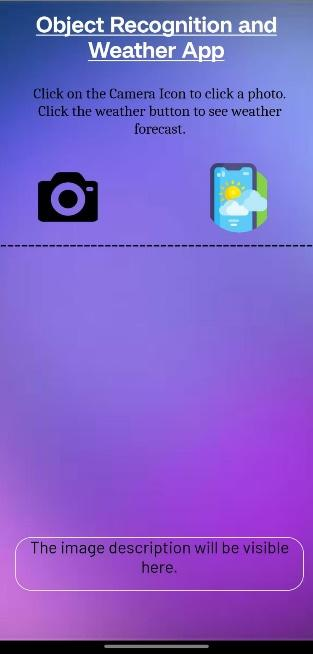 Object Recognition and
Weather App
Click on the Camera Icon to click a photo.
Click the weather button to see weather
forecast.
The image description will be visible
here.